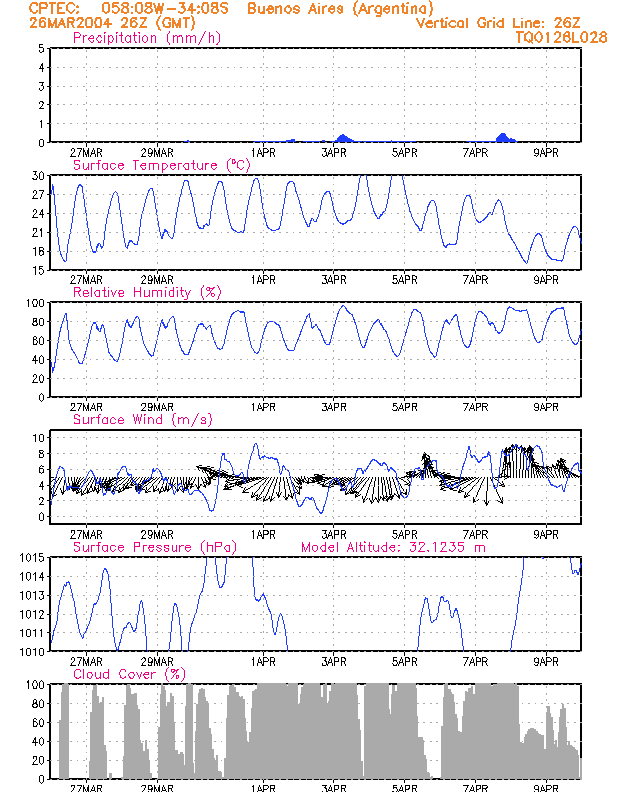 CPTEC: 058:08W-34:08S Buenos Aires (Argentina)
26MAR2004 26Z (GMT) Vertical Grid Line: 26Z
Precipitation (mm/h) TQ0126L028
5
4
3
2
1
0
27MAR 29MAR 1APR 3APR 5APR 7APR 9APR
Surface Temperature (ºC)
30
27
24
21
18
15
27MAR 29MAR 1APR 3APR 5APR 7APR 9APR
Relative Humidity (%)
100
80
60
40
20
0
27MAR 29MAR 1APR 3APR 5APR 7APR 9APR
Surface Wind (m/s)
10
8
6
4
2
0
27MAR 29MAR 1APR 3APR 5APR 7APR 9APR
Surface Pressure (hPa) Model Altitude: 32.1235 m
1015
1014
1013
1012
1011
1010
27MAR 29MAR 1APR 3APR 5APR 7APR 9APR
Cloud Cover (%)
100
80
60
40
20
0
27MAR 29MAR 1APR 3APR 5APR 7APR 9APR